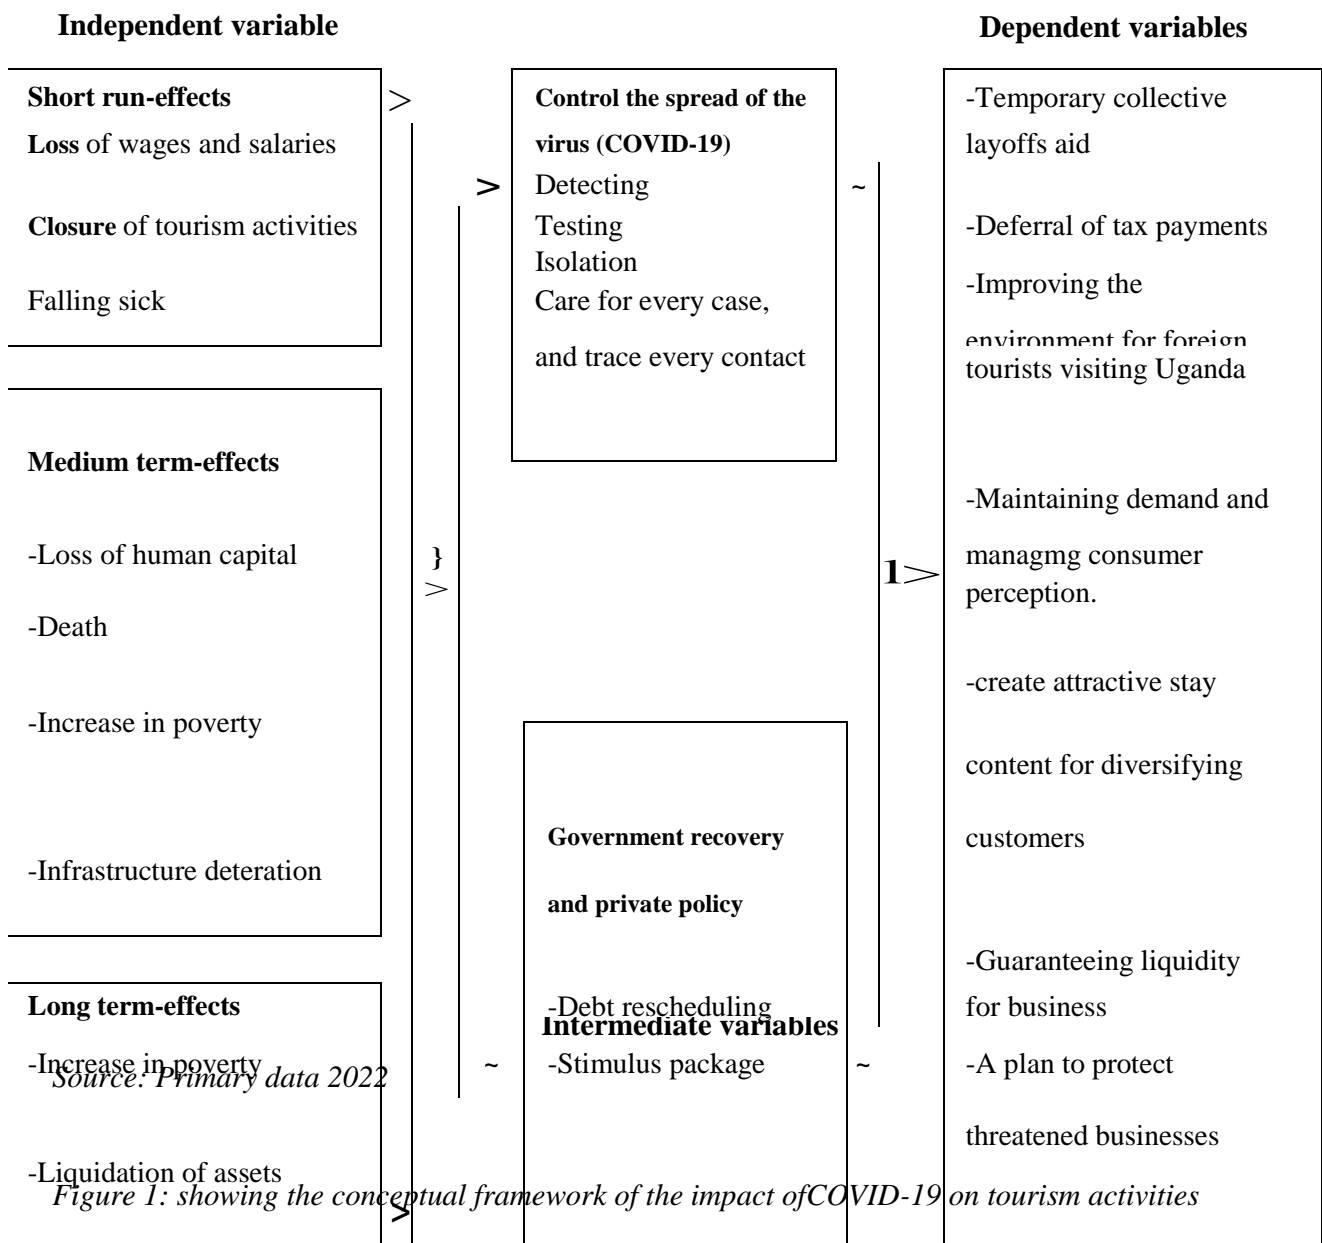 Independent variable
Dependent variables
Short run-effects
Loss of wages and salaries
Closure of tourism activities
Falling sick
>
Medium term-effects
-Loss of human capital
-Death
-Increase in poverty
-Infrastructure deteration
}
>
Long term-effects
-Increase in poverty
-Liquidation of assets
>
>
Control the spread of the
virus (COVID-19)
Detecting
Testing
Isolation
Care for every case,
and trace every contact
~
Government recovery
and private policy
-Debt rescheduling
Intermediate variables
~
-Stimulus package
~
1>
-Temporary collective
layoffs aid
-Deferral of tax payments
-Improving the
environment for foreign
tourists visiting Uganda
-Maintaining demand and
managmg consumer
perception.
-create attractive stay
content for diversifying
customers
-Guaranteeing liquidity
for business
-A plan to protect
threatened businesses
Source: Primary data 2022
Figure 1: showing the conceptual framework of the impact ofCOVID-19 on tourism activities